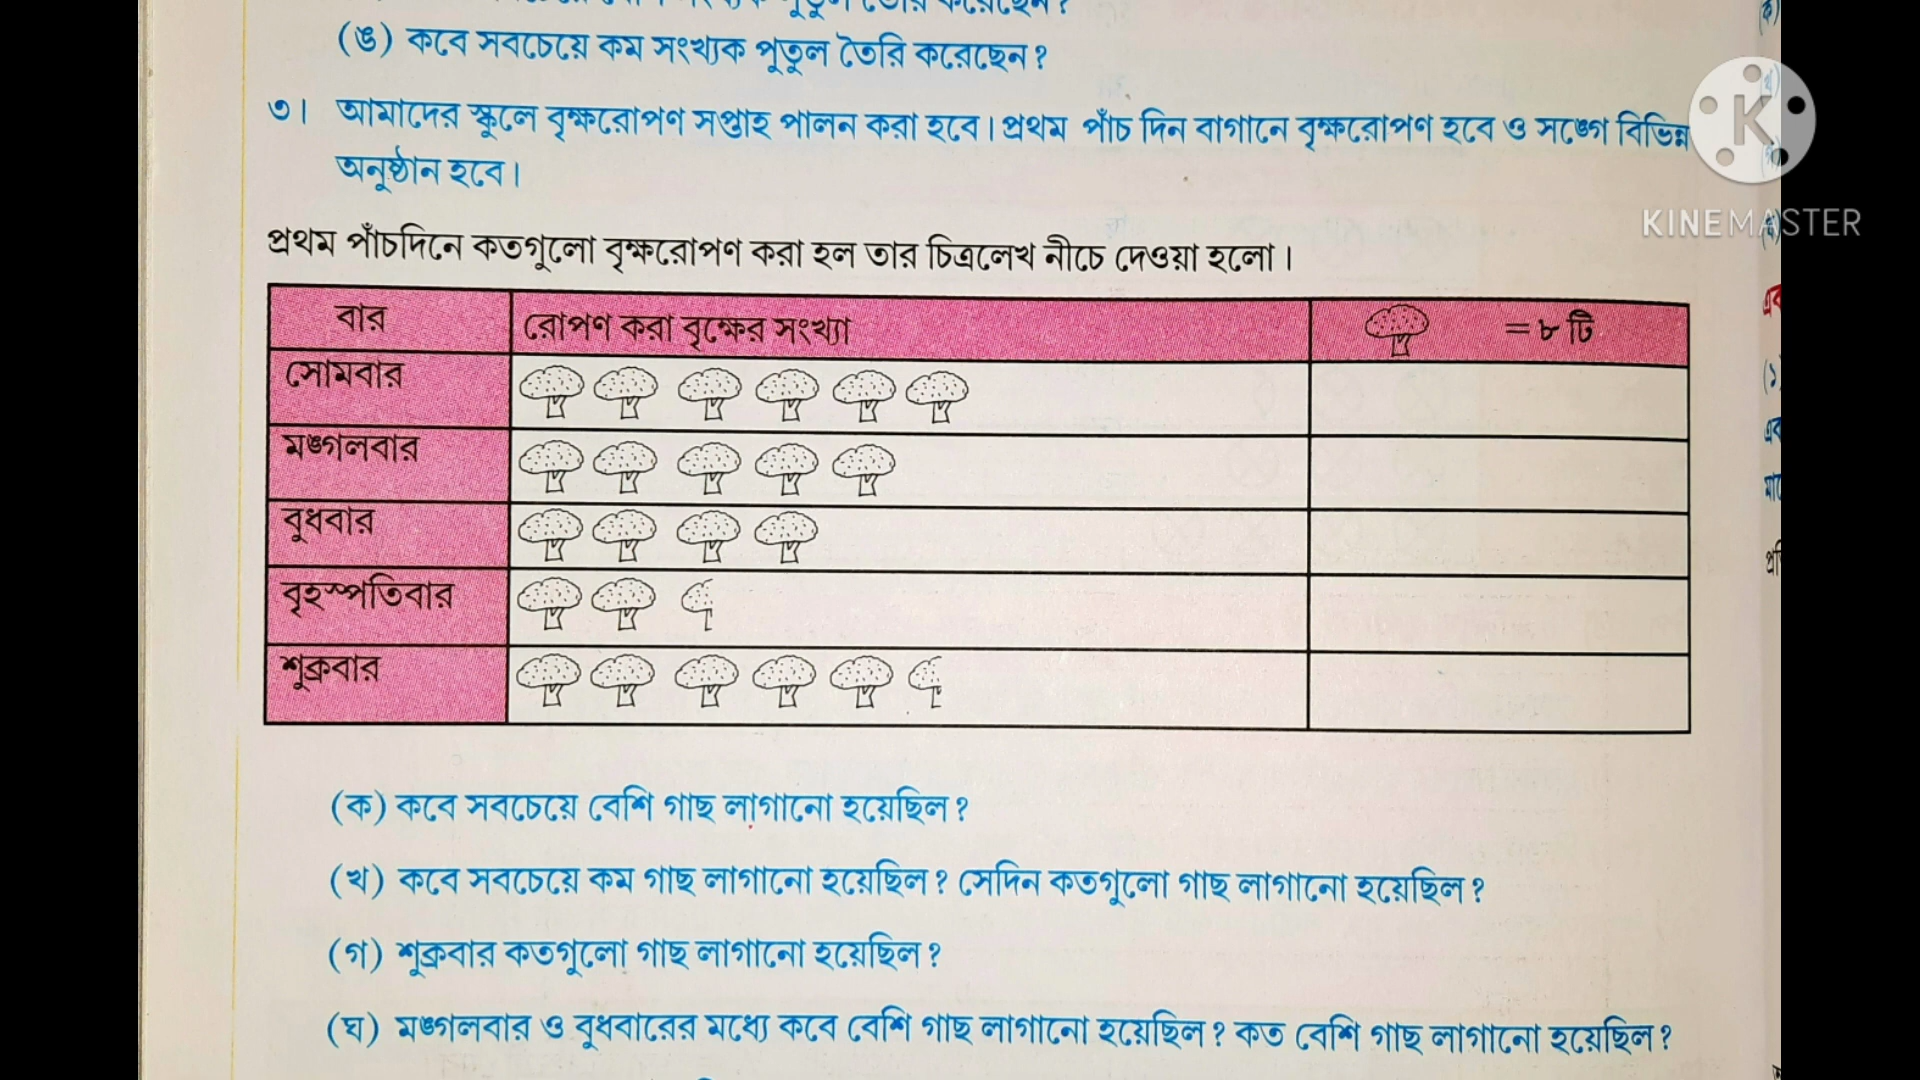 (ঙ) কবে সবচেয়ে কম সংখ্যক পুতুল তৈরি করেছেন?
৩। আমাদের স্কুলে বৃক্ষরোপণ সপ্তাহ পালন করা হবে। প্রথম পাঁচ দিন বাগানে বৃক্ষরোপণ হবে ও সঙ্গে বিভিন্ন
অনুষ্ঠান হবে।
KINEMASTER
প্রথম পাঁচদিনে কতগুলো বৃক্ষরোপণ করা হল তার চিত্রলেখ নীচে দেওয়া হলো।
বার রোপণ করা বৃক্ষের সংখ্যা = ৮ টি
সোমবার
মঙ্গলবার
বুধবার
বৃহস্পতিবার
শুক্রবার
(ক) কবে সবচেয়ে বেশি গাছ লাগানো হয়েছিল?
(খ) কবে সবচেয়ে কম গাছ লাগানো হয়েছিল? সেদিন কতগুলো গাছ লাগানো হয়েছিল?
(গ) শুক্রবার কতগুলো গাছ লাগানো হয়েছিল?
(ঘ) মঙ্গলবার ও বুধবারের মধ্যে কবে বেশি গাছ লাগানো হয়েছিল? কত বেশি গাছ লাগানো হয়েছিল?